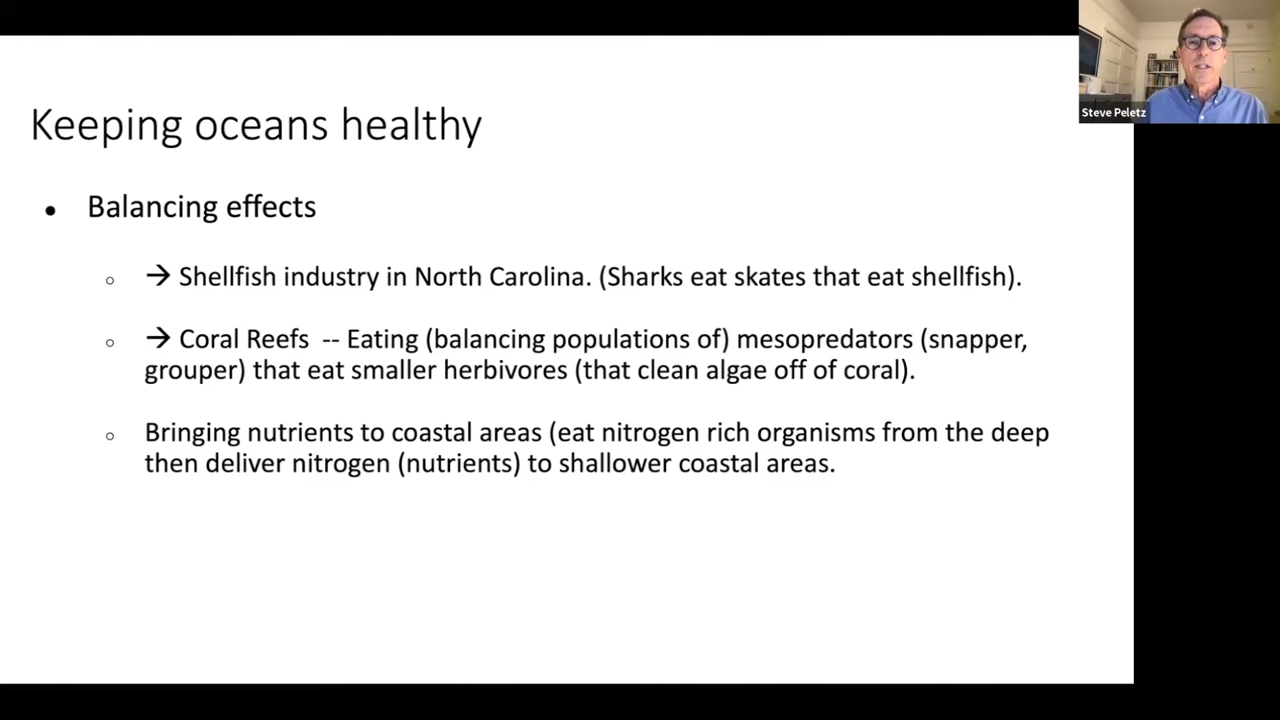 Steve Peletz
Keeping oceans healthy
● Balancing effects
○ → Shellfish industry in North Carolina. (Sharks eat skates that eat shellfish).
○ → Coral Reefs -- Eating (balancing populations of) mesopredators (snapper,
grouper) that eat smaller herbivores (that clean algae off of coral).
○ Bringing nutrients to coastal areas (eat nitrogen rich organisms from the deep
then deliver nitrogen (nutrients) to shallower coastal areas.